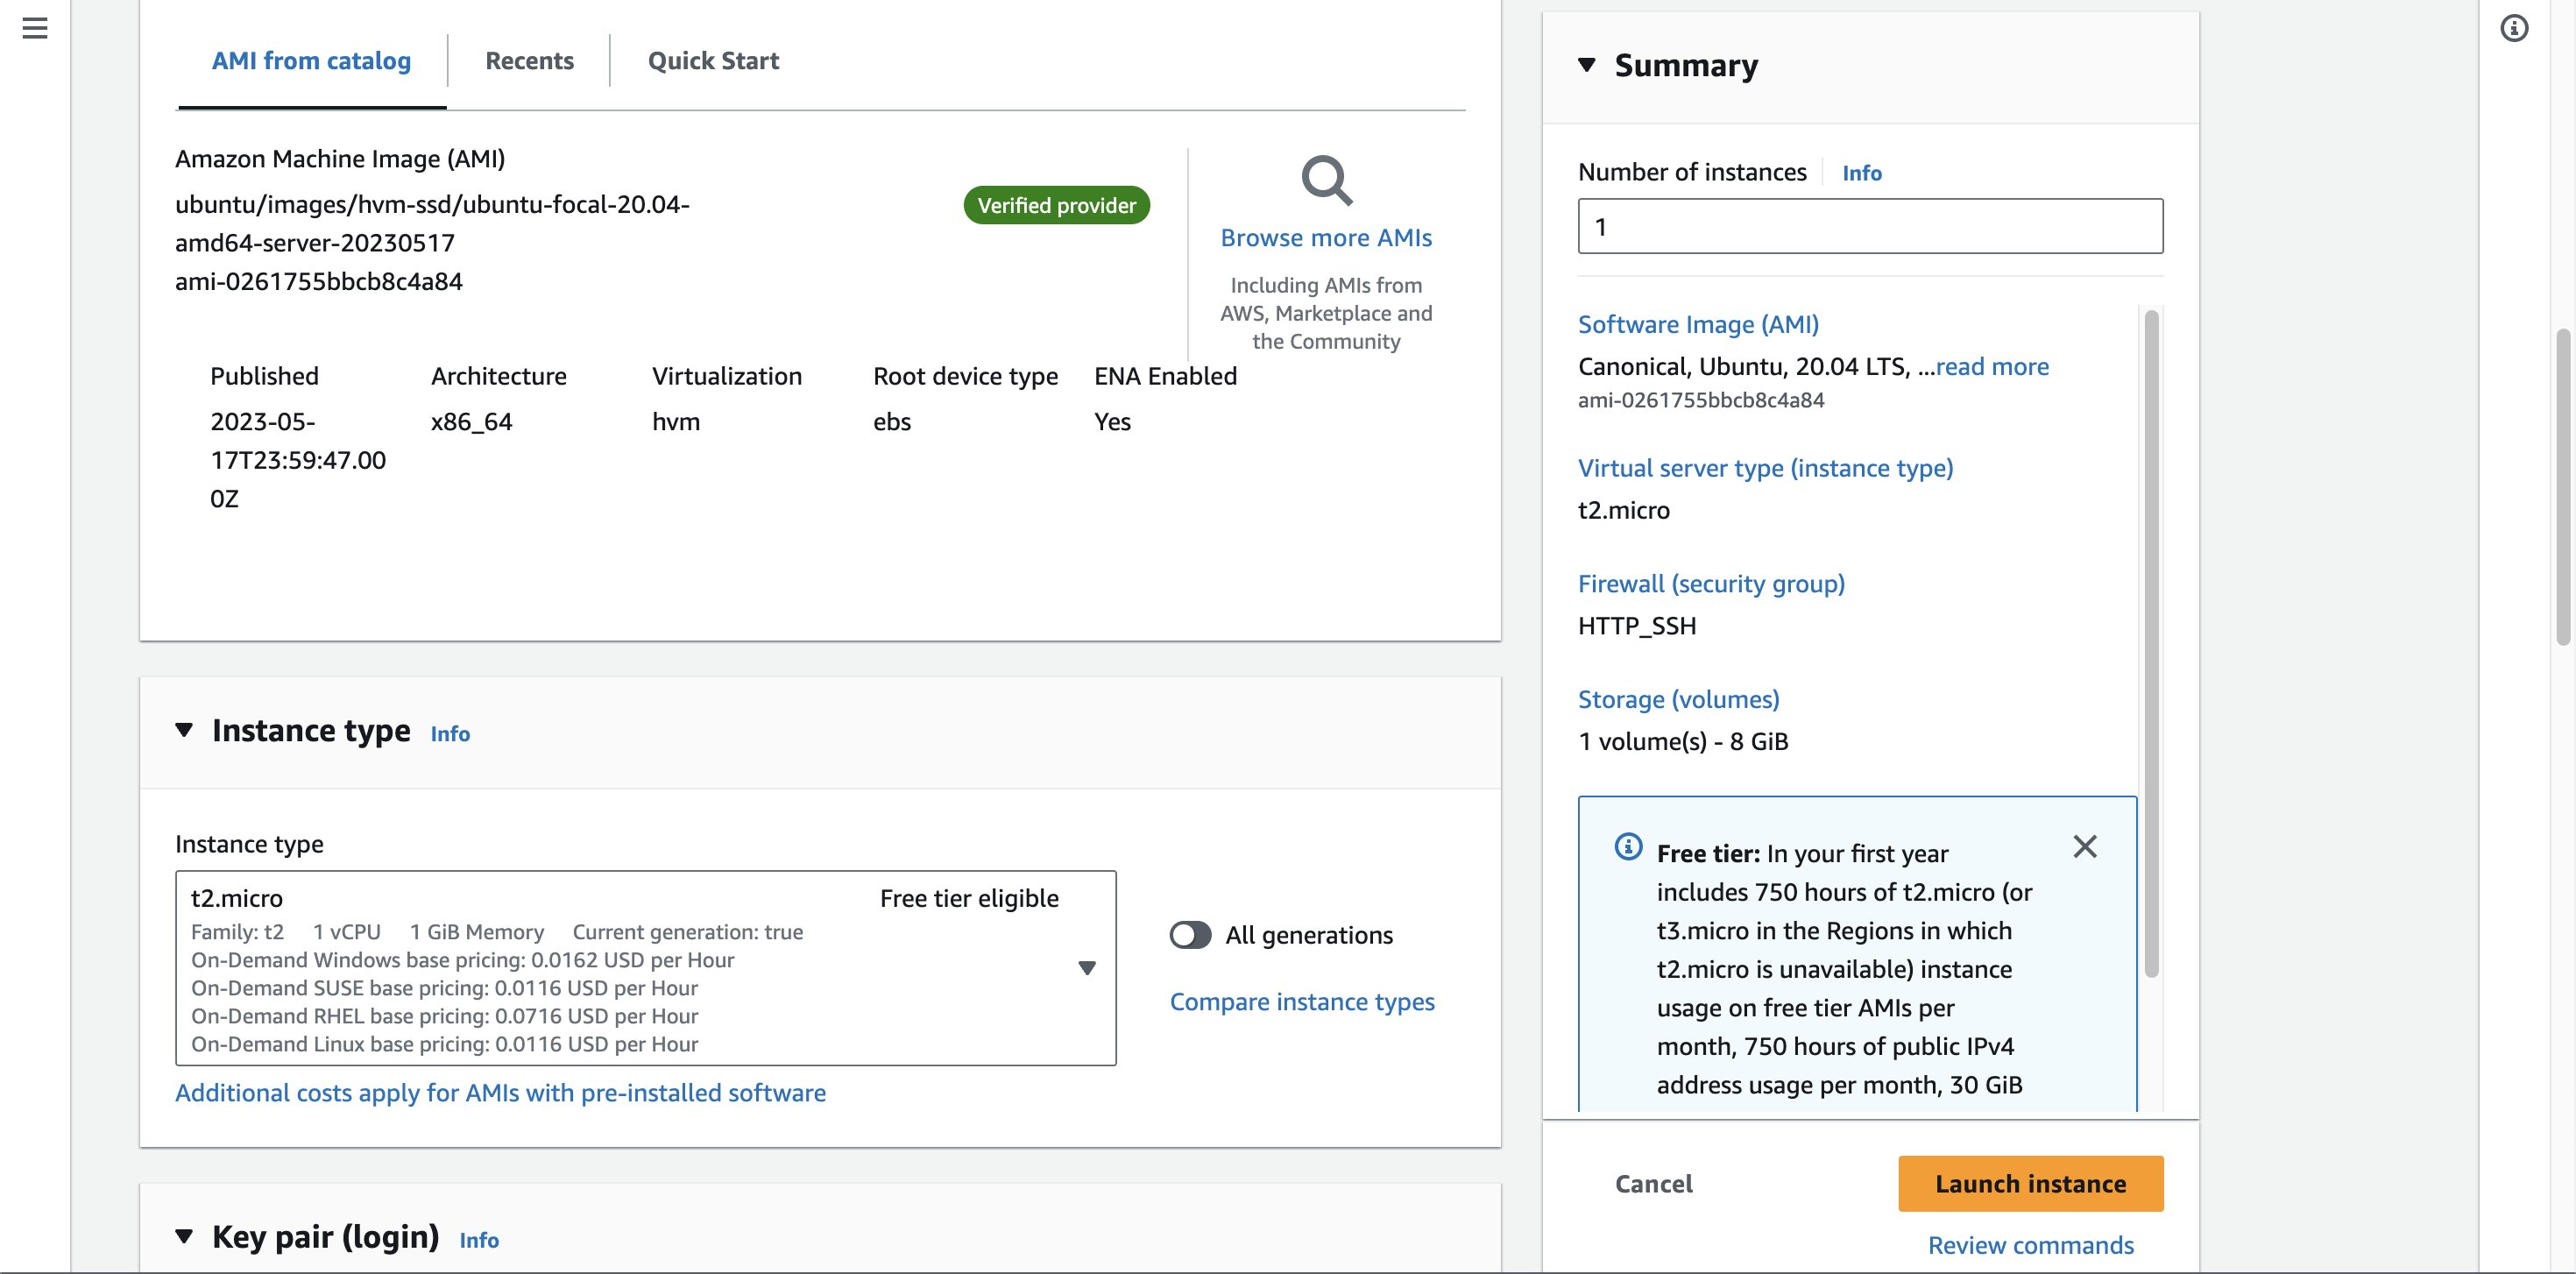 AMI from catalog
Recents
Quick Start
Amazon Machine Image (AMI)
ubuntu/images/hvm-ssd/ubuntu-focal-20.04-
amd64-server-20230517
ami-0261755bbcb8c4a84
Verified provider
Browse more AMIs
Including AMIs from
AWS, Marketplace and
the Community
Published
Architecture
Virtualization
Root device type
ENA Enabled
2023-05-
17T23:59:47.00
0Z
x86_64
hvm
ebs
Yes
Instance type Info
Instance type
t2.micro
Free tier eligible
Family: t2 1 vCPU 1 GiB Memory Current generation: true
On-Demand Windows base pricing: 0.0162 USD per Hour
On-Demand SUSE base pricing: 0.0116 USD per Hour
On-Demand RHEL base pricing: 0.0716 USD per Hour
On-Demand Linux base pricing: 0.0116 USD per Hour
All generations
Compare instance types
Additional costs apply for AMIs with pre-installed software
Key pair (login) Info
Summary
Number of instances Info
1
Software Image (AMI)
Canonical, Ubuntu, 20.04 LTS, ...read more
ami-0261755bbcb8c4a84
Virtual server type (instance type)
t2.micro
Firewall (security group)
HTTP_SSH
Storage (volumes)
1 volume(s) - 8 GiB
Free tier: In your first year
includes 750 hours of t2.micro (or
t3.micro in the Regions in which
t2.micro is unavailable) instance
usage on free tier AMIs per
month, 750 hours of public IPv4
address usage per month, 30 GiB
Cancel
Launch instance
Review commands